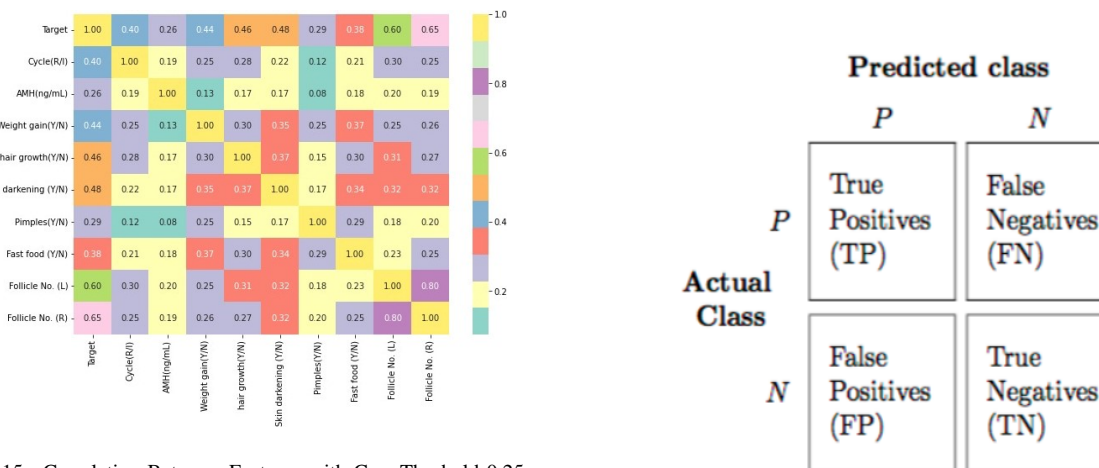 Target 1.00 0.40 0.26 0.44 0.46 0.48 0.29 0.38 0.60 0.65
Cycle(R/I) 0.40 1.00 0.19 0.25 0.28 0.22 0.12 0.21 0.30 0.25
AMH(ng/mL) 0.26 0.19 1.00 0.13 0.17 0.17 0.08 0.18 0.20 0.19
Weight gain(Y/N) 0.44 0.25 0.13 1.00 0.30 0.35 0.25 0.37 0.25 0.26
hair growth(Y/N) 0.46 0.28 0.17 0.30 1.00 0.37 0.15 0.30 0.31 0.27
darkening (Y/N) 0.48 0.22 0.17 0.35 0.37 1.00 0.17 0.34 0.32 0.32
Pimples(Y/N) 0.29 0.12 0.08 0.25 0.15 0.17 1.00 0.29 0.18 0.20
Fast food (Y/N) 0.38 0.21 0.18 0.37 0.30 0.34 0.29 1.00 0.23 0.25
Follicle No. (L) 0.60 0.30 0.20 0.25 0.31 0.32 0.18 0.23 1.00 0.80
Follicle No. (R) 0.65 0.25 0.19 0.26 0.27 0.32 0.20 0.25 0.80 1.00
Target
Cycle(R/I)
AMH(ng/mL)
Weight gain(Y/N)
hair growth(Y/N)
Skin darkening (Y/N)
Pimples(Y/N)
Fast food (Y/N)
Follicle No. (L)
Follicle No. (R)
1.0
0.8
0.6
0.4
0.2
Predicted class
P N
Actual
Class
P
True
Positives
(TP)
False
Negatives
(FN)
N
False
Positives
(FP)
True
Negatives
(TN)